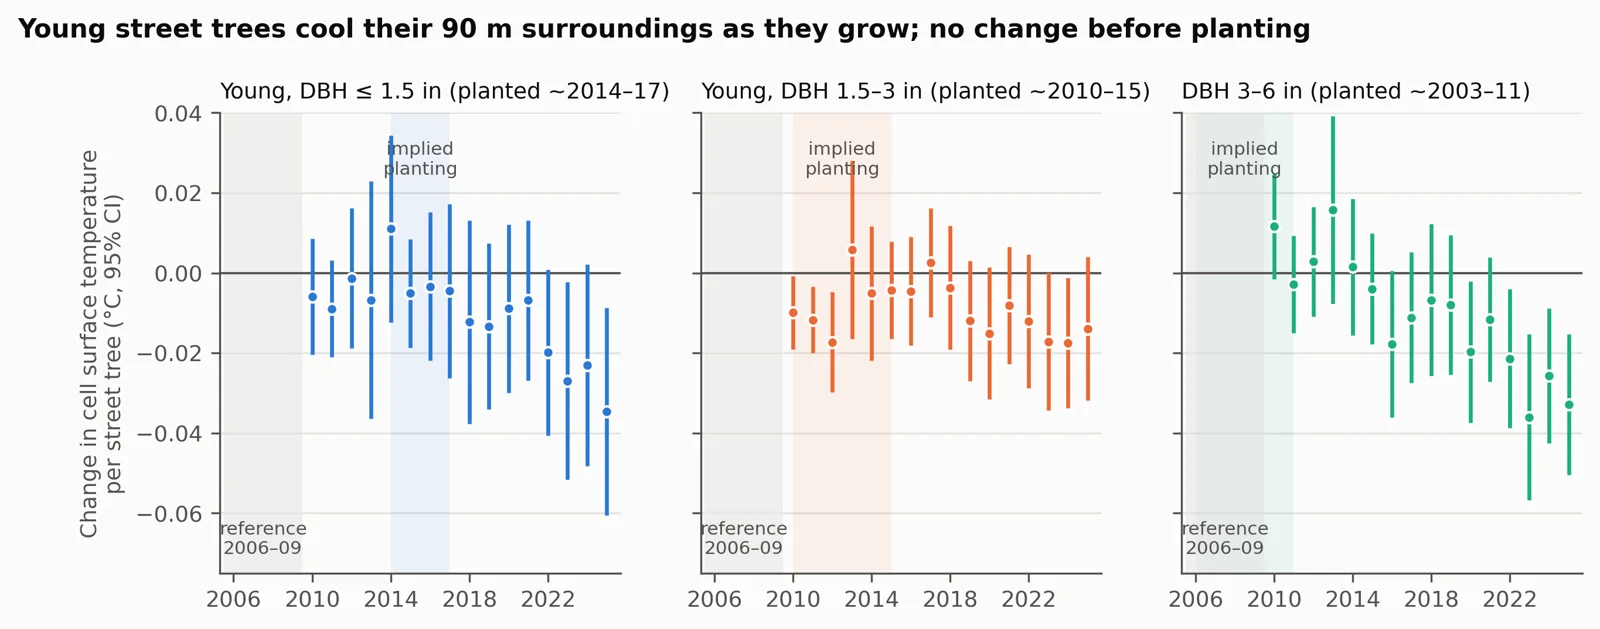 Young street trees cool their 90 m surroundings as they grow; no change before planting
Change in cell surface temperature
per street tree (°C, 95% CI)
0.04
0.02
0.00
−0.02
−0.04
−0.06
Young, DBH ≤ 1.5 in (planted ~2014–17)
implied
planting
reference
2006–09
2006 2010 2014 2018 2022
Young, DBH 1.5–3 in (planted ~2010–15)
implied
planting
reference
2006–09
2006 2010 2014 2018 2022
DBH 3–6 in (planted ~2003–11)
implied
planting
reference
2006–09
2006 2010 2014 2018 2022